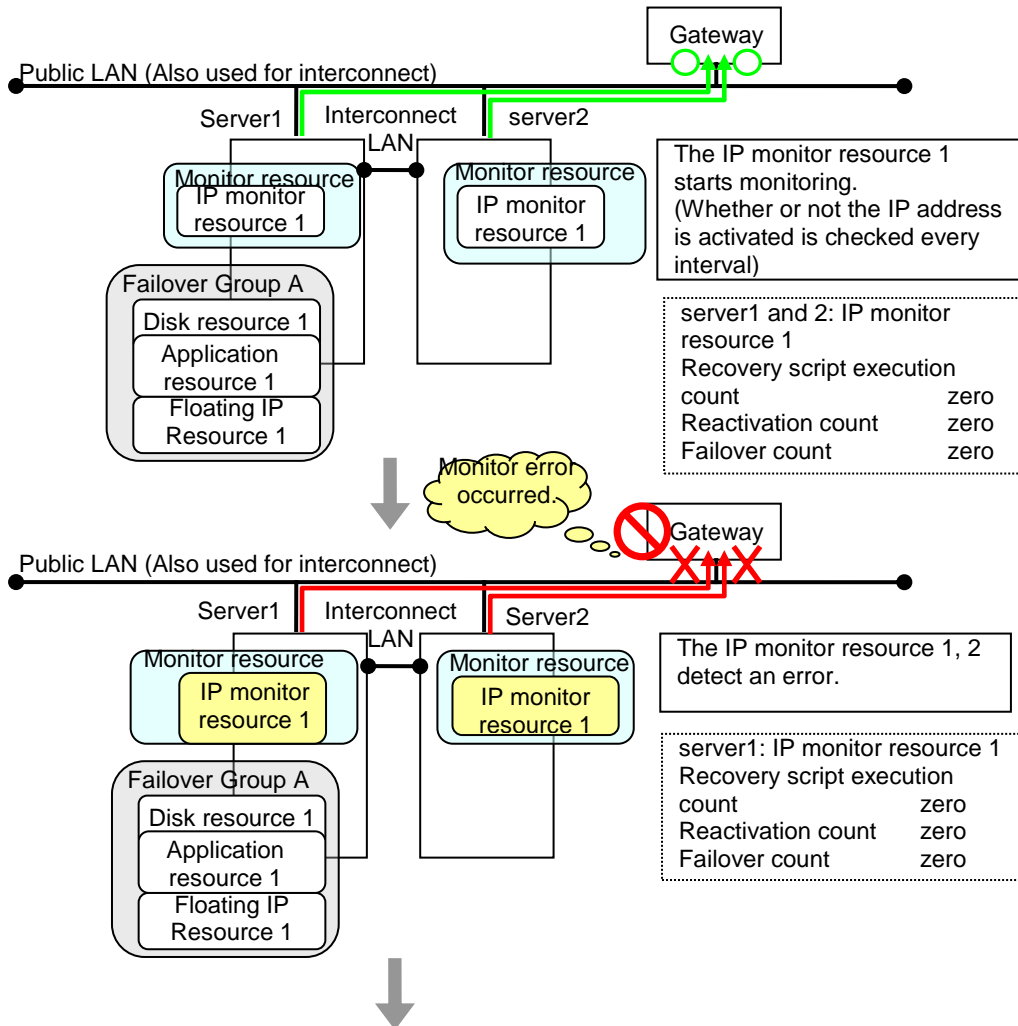 Gateway
Public LAN (Also used for interconnect)
Server1
Interconnect
LAN
server2
Monitor resource
IP monitor
resource 1
Monitor resource
IP monitor
resource 1
The IP monitor resource 1
starts monitoring.
(Whether or not the IP address
is activated is checked every
interval)
Failover Group A
Disk resource 1
Application
resource 1
Floating IP
Resource 1
server1 and 2: IP monitor
resource 1
Recovery script execution
count zero
Reactivation count zero
Failover count zero
Monitor error
occurred.
Gateway
Public LAN (Also used for interconnect)
Server1
Interconnect
LAN
Server2
Monitor resource
IP monitor
resource 1
Monitor resource
IP monitor
resource 1
The IP monitor resource 1, 2
detect an error.
Failover Group A
Disk resource 1
Application
resource 1
Floating IP
Resource 1
server1: IP monitor resource 1
Recovery script execution
count zero
Reactivation count zero
Failover count zero